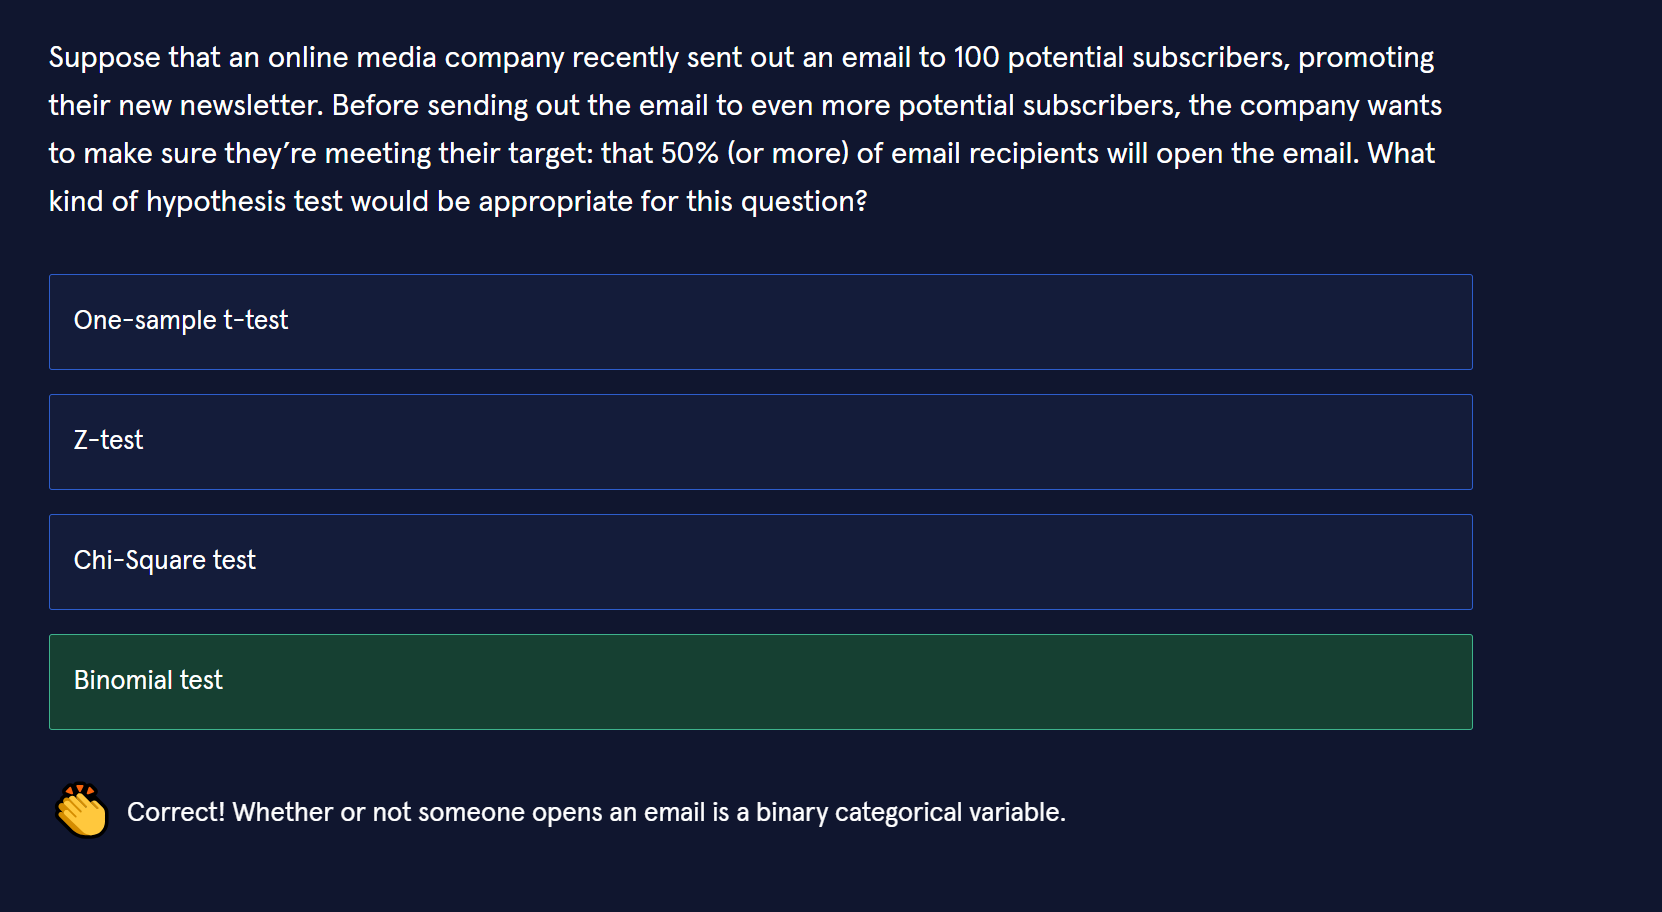 Suppose that an online media company recently sent out an email to 100 potential subscribers, promoting
their new newsletter. Before sending out the email to even more potential subscribers, the company wants
to make sure they’re meeting their target: that 50% (or more) of email recipients will open the email. What
kind of hypothesis test would be appropriate for this question?
One-sample t-test
Z-test
Chi-Square test
Binomial test
Correct! Whether or not someone opens an email is a binary categorical variable.